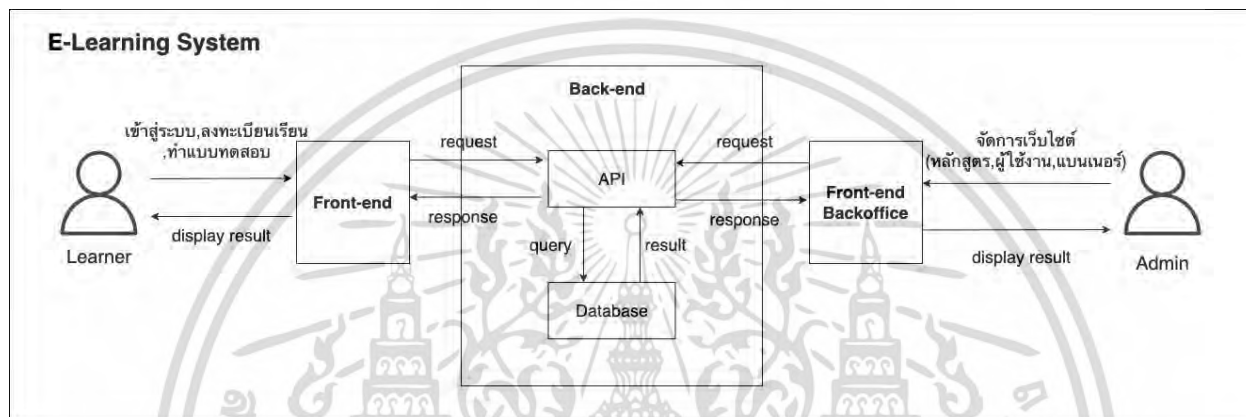 E-Learning System
Back-end
เข้าสู่ระบบ,ลงทะเบียนเรียน
,ทำแบบทดสอบ
request
request
จัดการเว็บไซต์
(หลักสูตร,ผู้ใช้งาน,แบนเนอร์)
Front-end
API
Front-end
Backoffice
response
response
display result
query
result
display result
Learner
Admin
Database